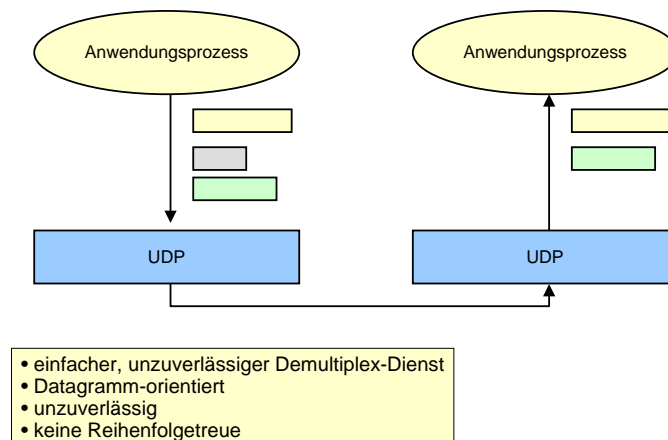 Anwendungsprozess
Anwendungsprozess
UDP
UDP
• einfacher, unzuverlässiger Demultiplex-Dienst
• Datagramm-orientiert
• unzuverlässig
• keine Reihenfolgetreue